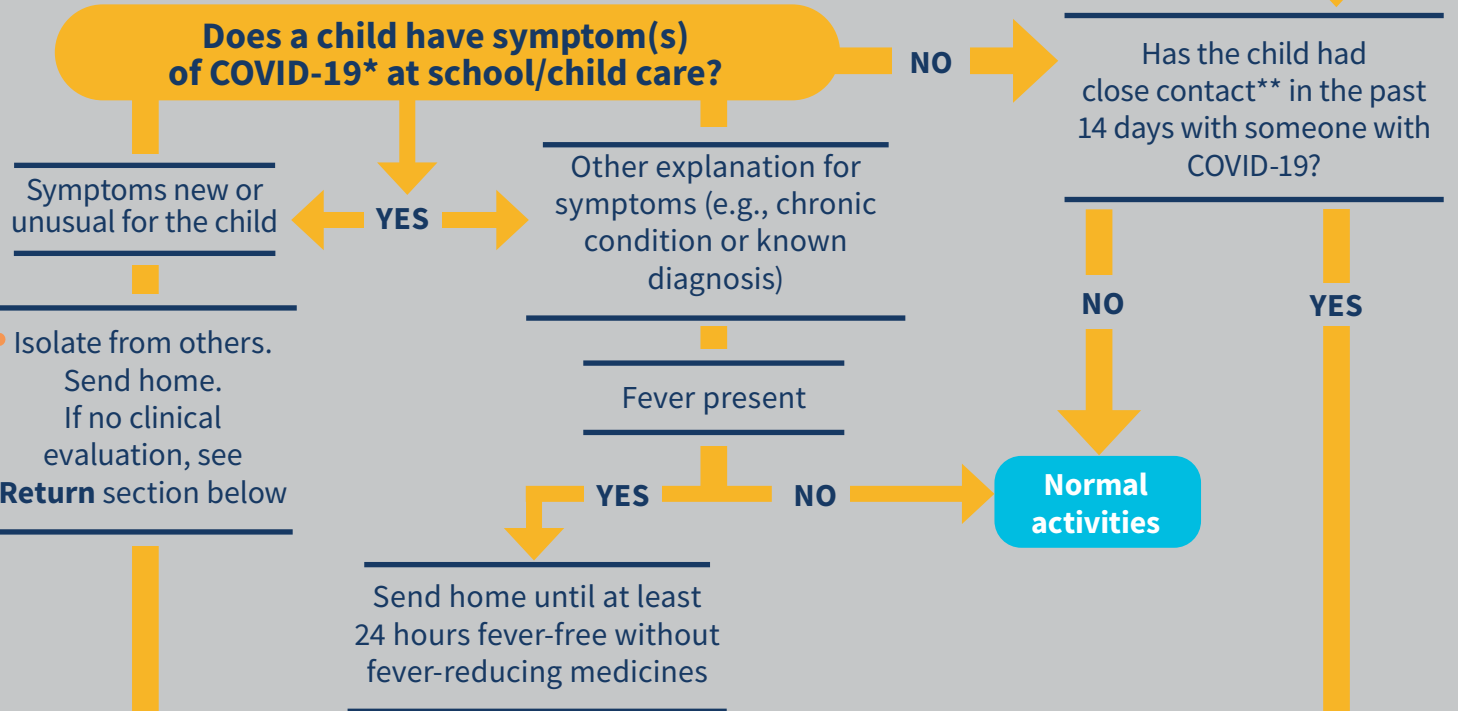 Does a child have symptom(s)
of COVID-19* at school/child care?
NO
Has the child had
close contact** in the past
14 days with someone with
COVID-19?
Symptoms new or
unusual for the child
YES
Other explanation for
symptoms (e.g., chronic
condition or known
diagnosis)
NO
YES
• Isolate from others.
Send home.
If no clinical
evaluation, see
Return section below
Fever present
YES
NO
Normal
activities
Send home until at least
24 hours fever-free without
fever-reducing medicines